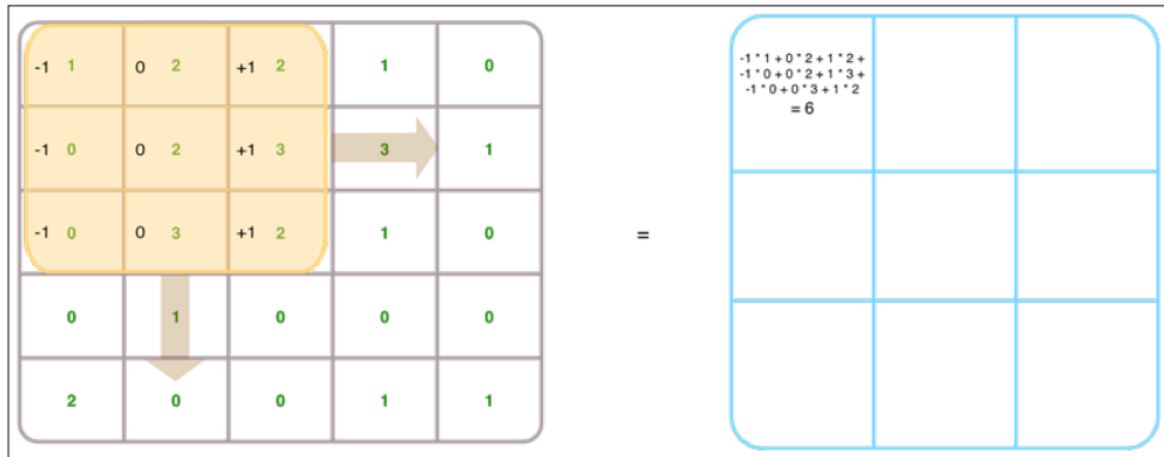 -1 1 0 2 +1 2 1 0
-1 * 1 + 0 * 2 + 1 * 2 +
-1 * 0 + 0 * 2 + 1 * 3 +
-1 * 0 + 0 * 3 + 1 * 2
= 6
-1 0 0 2 +1 3 3 1
-1 0 0 3 +1 2 1 0
=
0 1 0 0 0
2 0 0 1 1